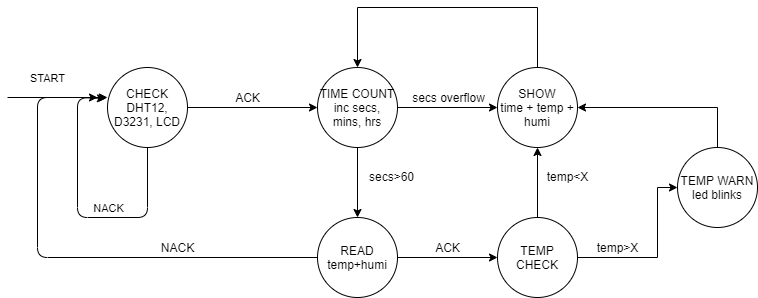 START
CHECK
DHT12,
D3231, LCD
ACK
TIME COUNT
inc secs,
mins, hrs
secs overflow
SHOW
time + temp +
humi
NACK
secs>60
temp<X
TEMP WARN
led blinks
NACK
READ
temp+humi
ACK
TEMP
CHECK
temp>X